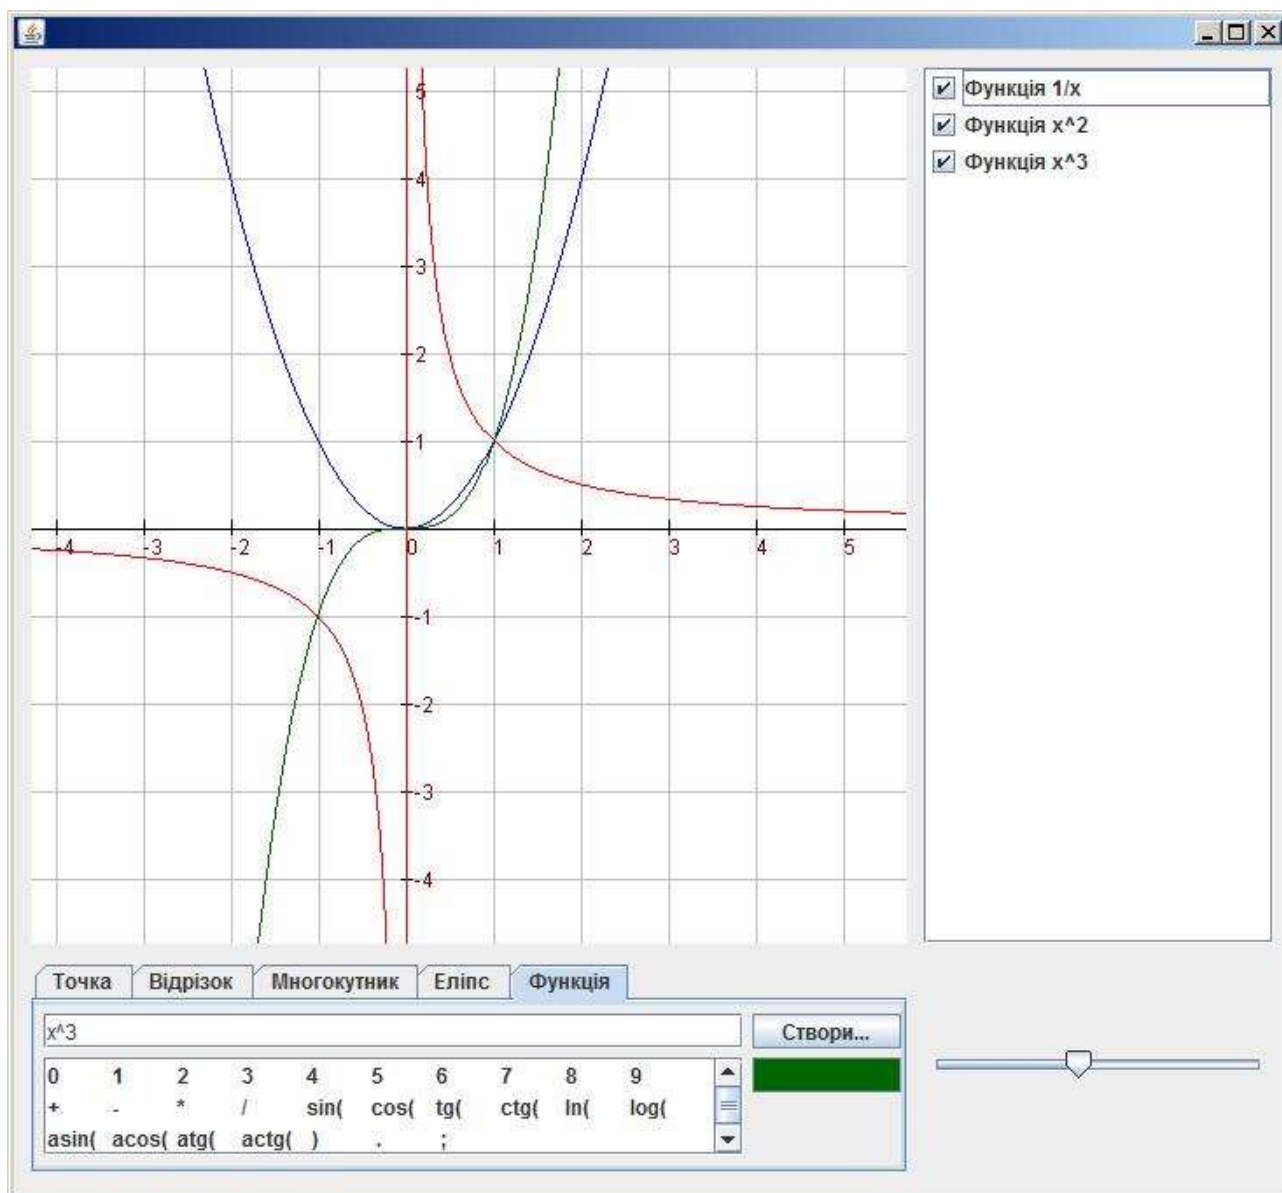 Функція 1/x
Функція x^2
Функція x^3
5
4
3
2
1
-4 -3 -2 -1 0 1 2 3 4 5
-1
-2
-3
-4
Точка Відрізок Многокутник Еліпс Функція
x^3 Створи...
0 1 2 3 4 5 6 7 8 9
+ - * / sin( cos( tg( ctg( ln( log(
asin( acos( atg( actg( ) . ;